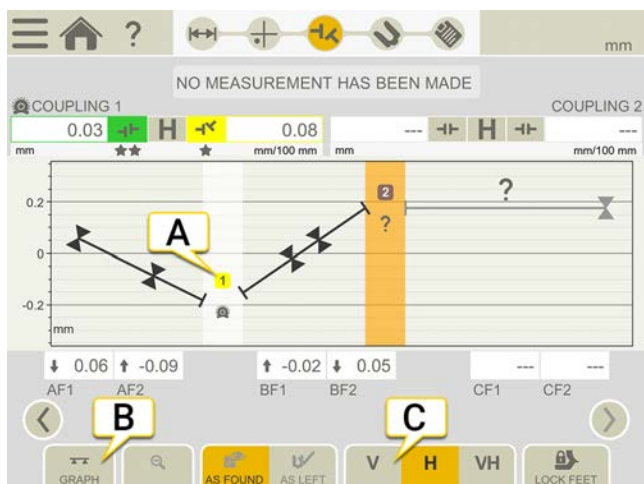 ?
mm
NO MEASUREMENT HAS BEEN MADE
COUPLING 1
COUPLING 2
0.03 H 0.08
--- H ---
mm ★★ ★ mm/100 mm mm mm/100 mm
0.2
0
-0.2
mm
A
1
2
?
?
0.06 -0.09 -0.02 0.05 --- ---
AF1 AF2 BF1 BF2 CF1 CF2
B
C
GRAPH
AS FOUND AS LEFT
V H VH
LOCK FEET